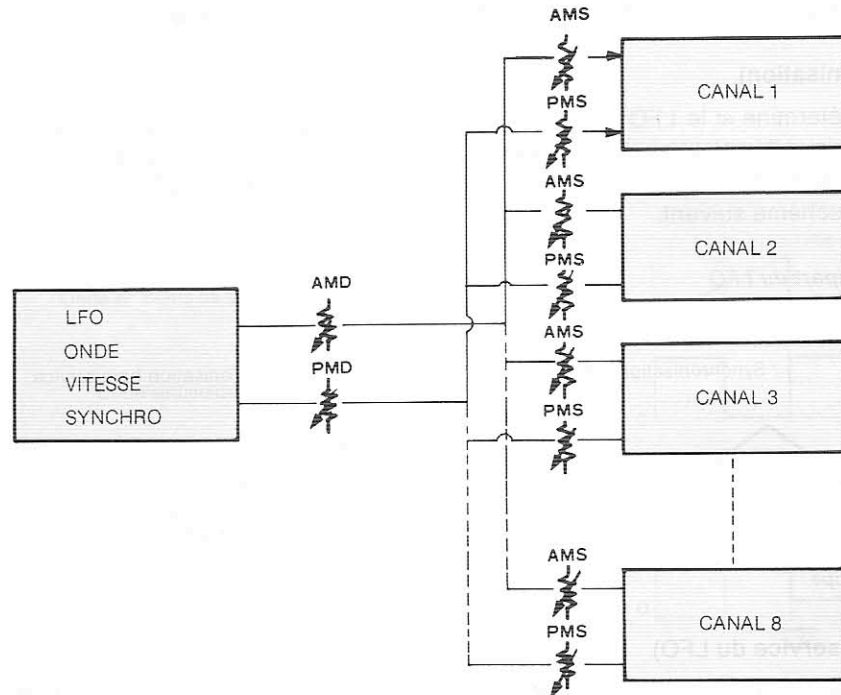 AMS
CANAL 1
PMS
AMS
CANAL 2
PMS
AMD
LFO
ONDE
VITESSE
SYNCHRO
PMD
AMS
CANAL 3
PMS
AMS
CANAL 8
PMS